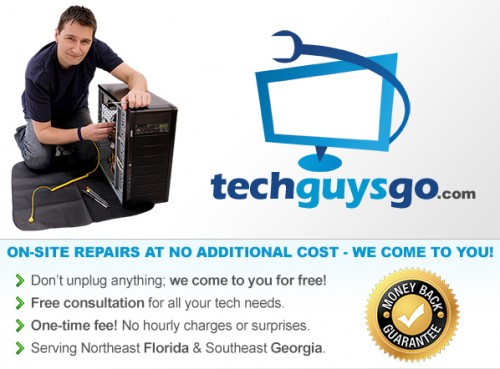 techguysgo.com
ON-SITE REPAIRS AT NO ADDITIONAL COST - WE COME TO YOU!
Don't unplug anything; we come to you for free!
Free consultation for all your tech needs.
One-time fee! No hourly charges or surprises.
Serving Northeast Florida & Southeast Georgia.
MONEY BACK
GUARANTEE